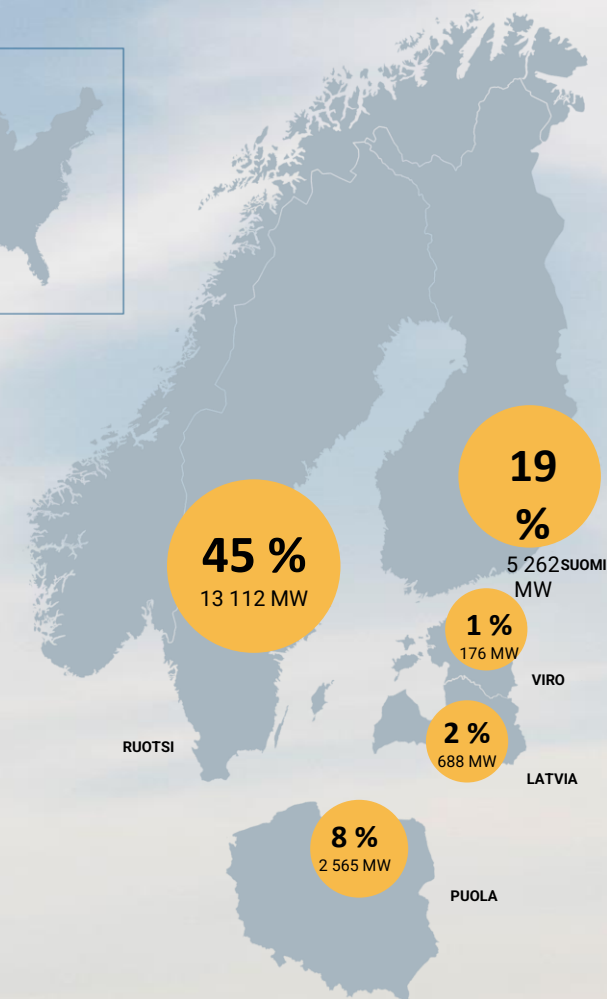 19
%
5 262 SUOMI
MW
45 %
13 112 MW
1 %
176 MW
VIRO
RUOTSI
2 %
688 MW
LATVIA
8 %
2 565 MW
PUOLA